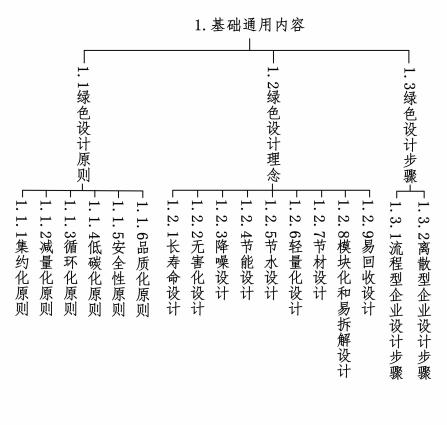 1.基础通用内容
1.1绿色设计原则
1.2绿色设计理念
1.3绿色设计步骤
1.1.1集约化原则
1.1.2减量化原则
1.1.3循环化原则
1.1.4低碳化原则
1.1.5安全性原则
1.1.6品质化原则
1.2.1长寿命设计
1.2.2无害化设计
1.2.3降噪设计
1.2.4节能设计
1.2.5节水设计
1.2.6轻量化设计
1.2.7节材设计
1.2.8模块化和易拆解设计
1.2.9易回收设计
1.3.1流程型企业设计步骤
1.3.2离散型企业设计步骤